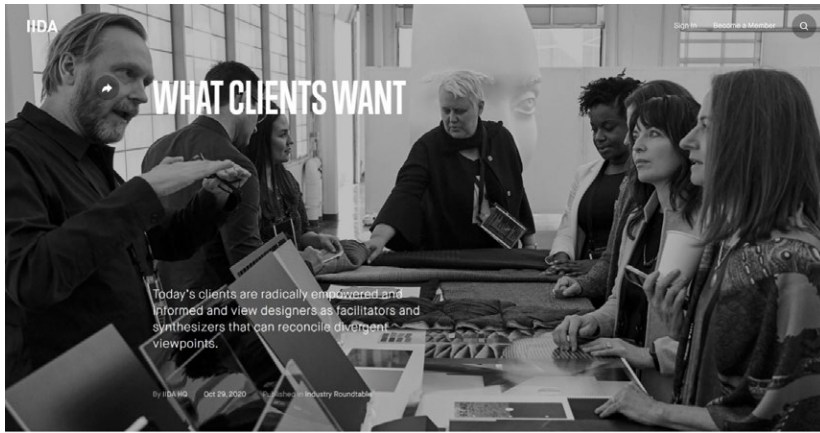 IIDA
Sign In Become a Member
WHAT CLIENTS WANT
Today's clients are radically empowered and
informed and view designers as facilitators and
synthesizers that can reconcile divergent
viewpoints.
By IIDA HQ Oct 29, 2020 Published in Industry Roundtable